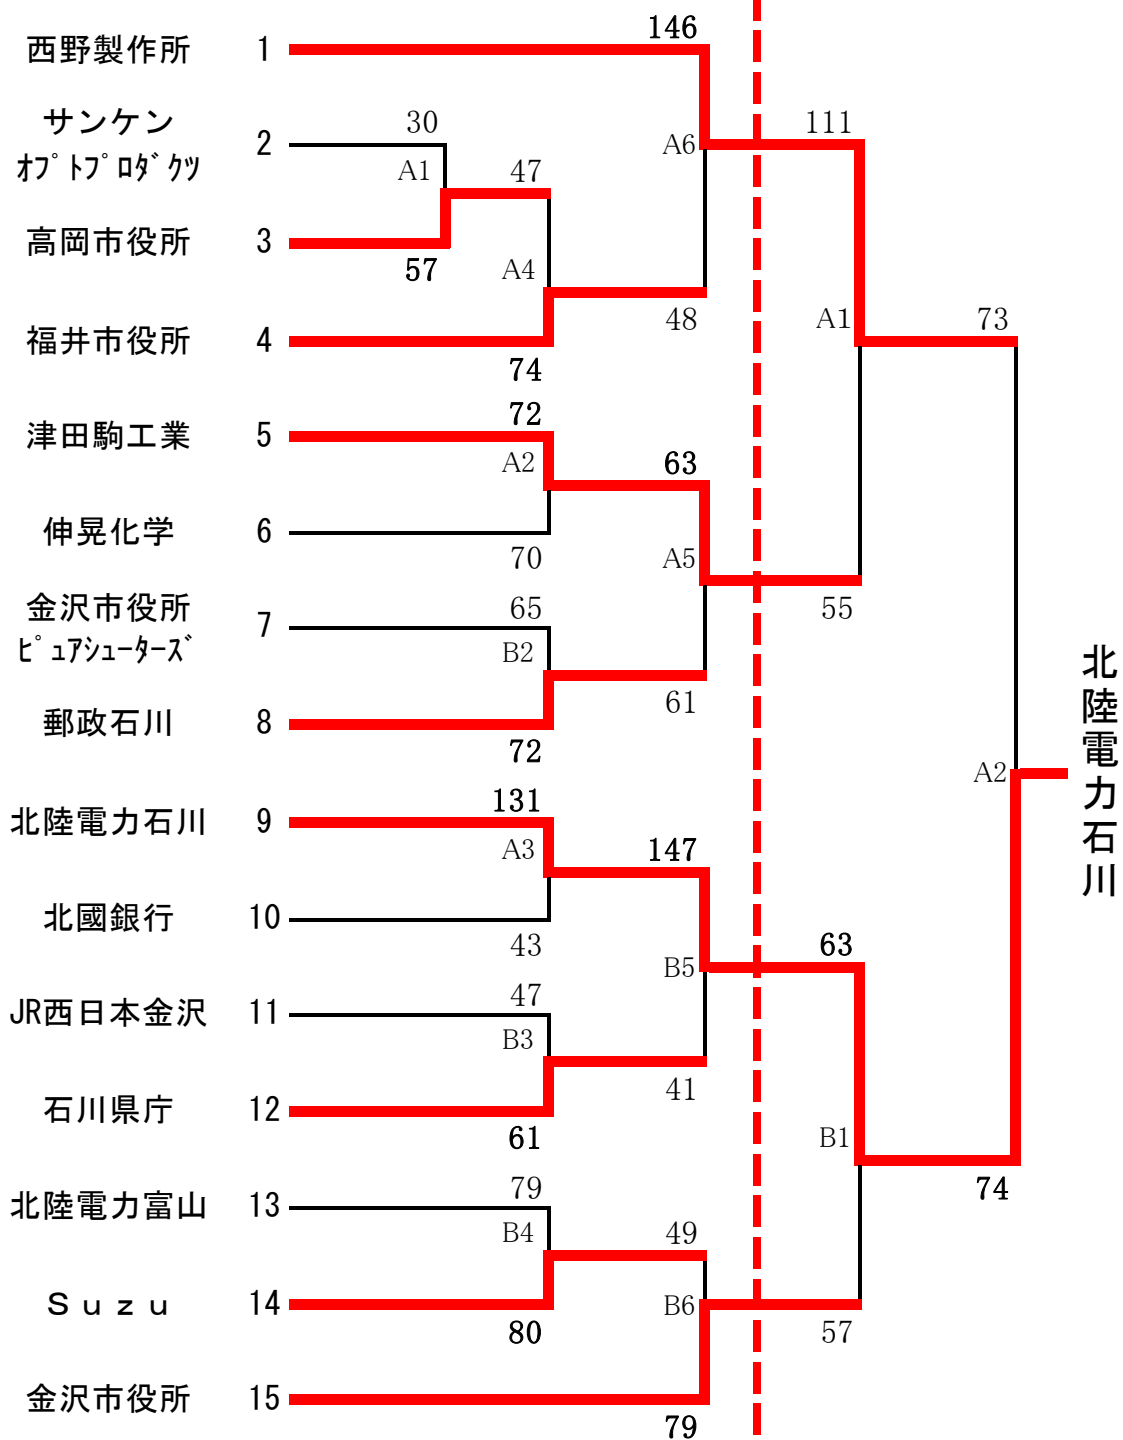 西野製作所 1 146
サンケン
オプトプロダクツ 2 30
A1
高岡市役所 3 57
47
A4
福井市役所 4 74
48
A6
111
津田駒工業 5 72
A2
伸晃化学 6 70
63
A5
金沢市役所
ピュアシューターズ 7 65
B2
郵政石川 8 72
61
55
A1
73
北陸電力石川 9 131
A3
北國銀行 10 43
147
B5
JR西日本金沢 11 47
B3
石川県庁 12 61
41
63
B1
74
北陸電力富山 13 79
B4
Suzu 14 80
49
B6
57
金沢市役所 15 79
A2
北陸電力石川